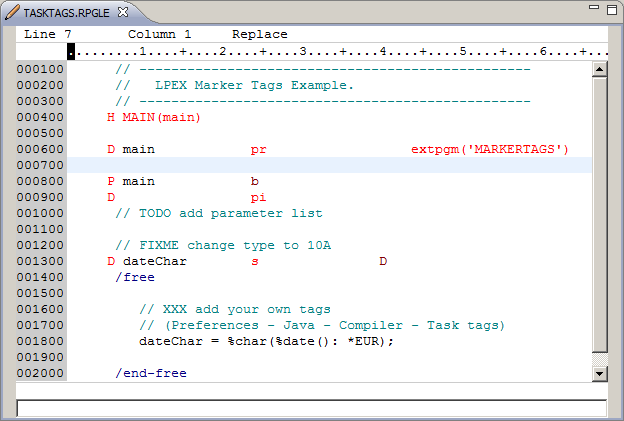 TASKTAGS.RPGLE
Line 7 Column 1 Replace
.........1....+....2....+....3....+....4....+....5....+....6....+...
000100 // -------------------------------------------------
000200 // LPEX Marker Tags Example.
000300 // -------------------------------------------------
000400 H MAIN(main)
000500
000600 D main pr extpgm('MARKERTAGS')
000700
000800 P main b
000900 D pi
001000 // TODO add parameter list
001100
001200 // FIXME change type to 10A
001300 D dateChar s D
001400 /free
001500
001600 // XXX add your own tags
001700 // (Preferences - Java - Compiler - Task tags)
001800 dateChar = %char(%date(): *EUR);
001900
002000 /end-free